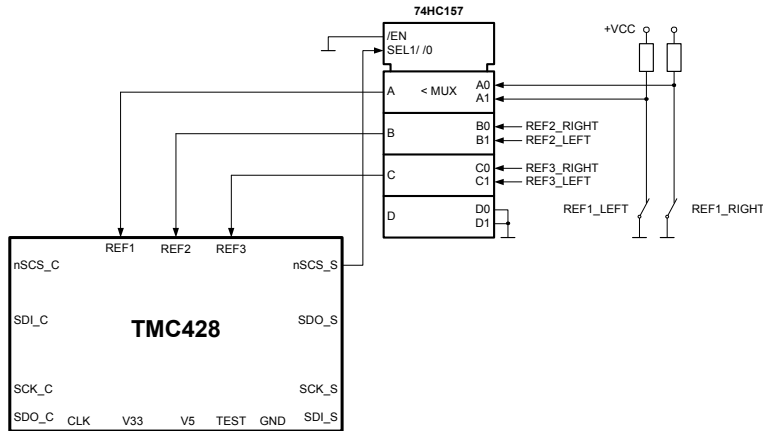 74HC157
/EN
SEL1/ /0
+VCC
A
< MUX
A0
A1
B
B0
REF2_RIGHT
B1
REF2_LEFT
C
C0
REF3_RIGHT
C1
REF3_LEFT
D
D0
D1
REF1_LEFT
REF1_RIGHT
REF1
REF2
REF3
nSCS_C
nSCS_S
SDI_C
TMC428
SDO_S
SCK_C
SCK_S
SDO_C
CLK
V33
V5
TEST
GND
SDI_S